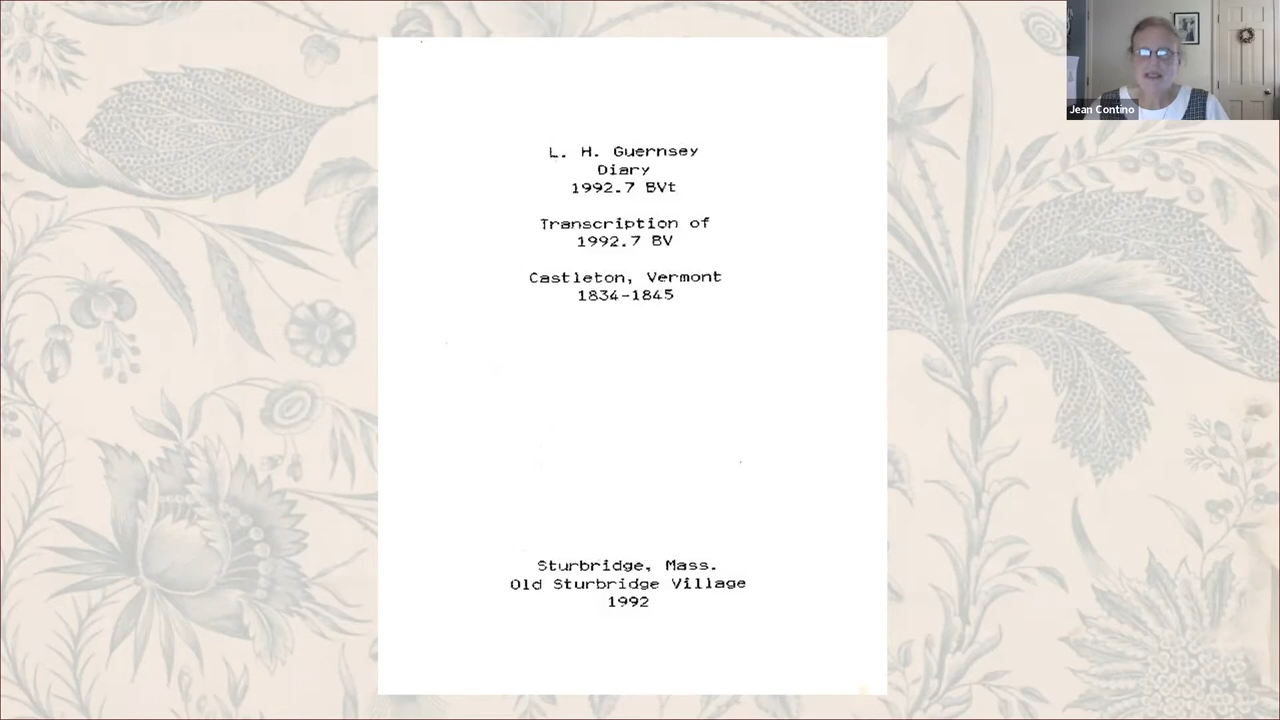 L. H. Guernsey
Diary
1992.7 BVt
Transcription of
1992.7 BV
Castleton, Vermont
1834-1845
Sturbridge, Mass.
Old Sturbridge Village
1992
Jean Contino